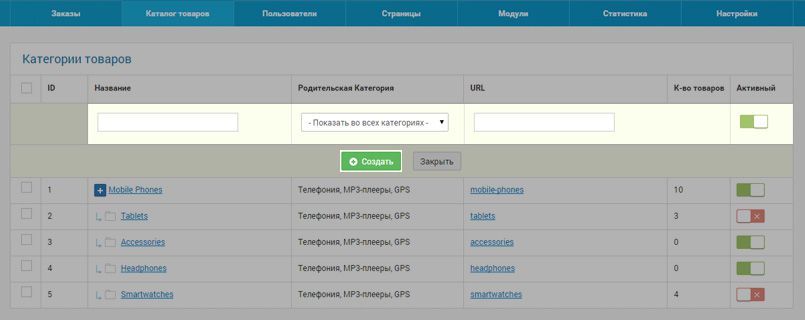 Заказы Каталог товаров Пользователи Страницы Модули Статистика Настройки
Категории товаров
ID Название Родительская Категория URL К-во товаров Активный
- Показать во всех категориях -
Создать Закрыть
1 Mobile Phones Телефония, MP3-плееры, GPS mobile-phones 10
2 Tablets Телефония, MP3-плееры, GPS tablets 3
3 Accessories Телефония, MP3-плееры, GPS accessories 0
4 Headphones Телефония, MP3-плееры, GPS headphones 0
5 Smartwatches Телефония, MP3-плееры, GPS smartwatches 4